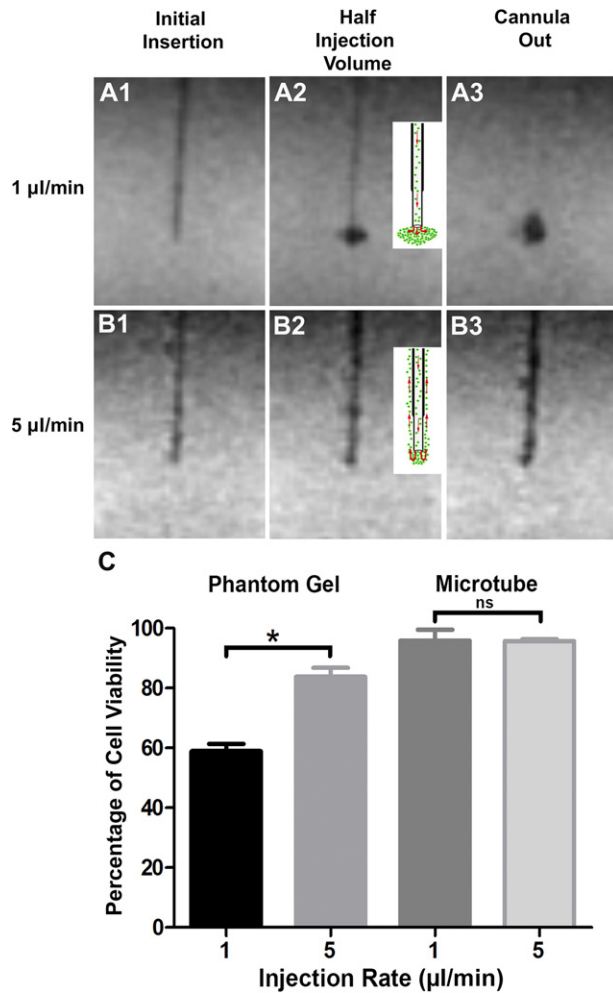 Initial
Insertion
Half
Injection
Volume
Cannula
Out
1 µl/min
A1
A2
A3
5 µl/min
B1
B2
B3
C
Phantom Gel
Microtube
*
ns
Percentage of Cell Viability
100
80
60
40
20
0
1
5
1
5
Injection Rate (µl/min)